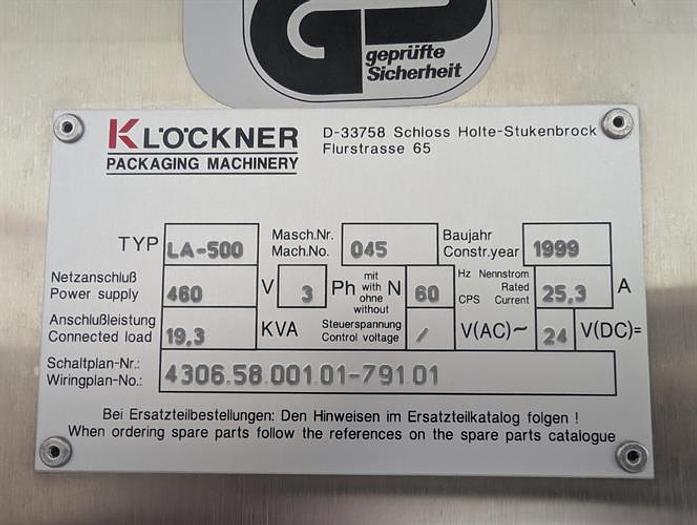 geprüfte
Sicherheit
KLÖCKNER
PACKAGING MACHINERY
D-33758 Schloss Holte-Stukenbrock
Flurstrasse 65
TYP LA-500 Masch.Nr. Mach.No. 045 Baujahr Constr.year 1999
Netzanschluß Power supply 460 V 3 Ph mit with ohne without N 60 Hz CPS Nennstrom Rated Current 25,3 A
Anschlußleistung Connected load 19,3 KVA Steuerspannung Control voltage / V(AC)~ 24 V(DC)=
Schaltplan-Nr.: Wiringplan-No.: 4306.58.001.01-791.01
Bei Ersatzteilbestellungen: Den Hinweisen im Ersatzteilkatalog folgen !
When ordering spare parts follow the references on the spare parts catalogue